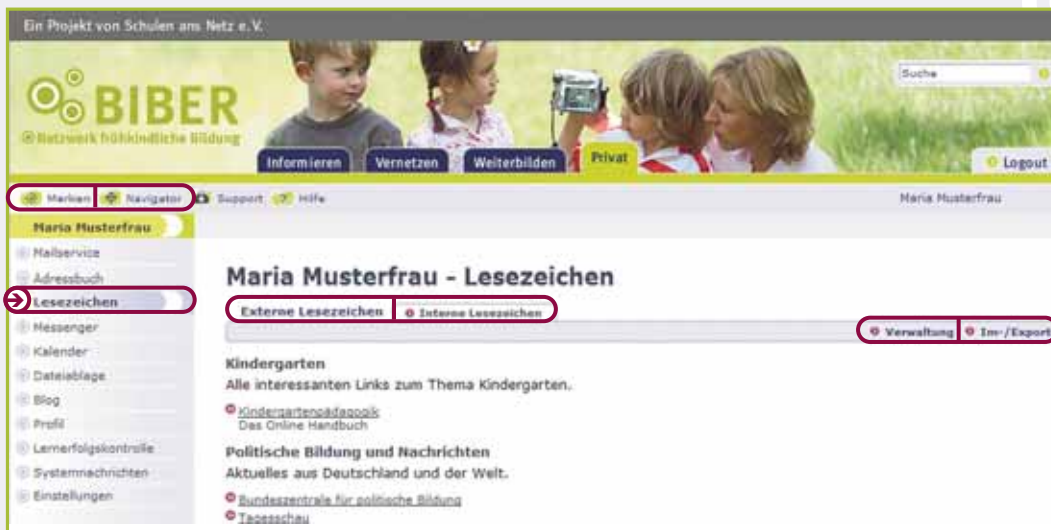 Ein Projekt von Schulen ans Netz e.V.
Suche
BIBER
Netzwerk frühkindliche Bildung
Informieren Vernetzen Weiterbilden Privat Logout
Merken Navigator Support Hilfe Maria Musterfrau
Maria Musterfrau
Mailservice
Adressbuch
Lesezeichen
Messenger
Kalender
Dateiablage
Blog
Profil
Lernerfolgskontrolle
Systemnachrichten
Einstellungen
Maria Musterfrau - Lesezeichen
Externe Lesezeichen Interne Lesezeichen
Verwaltung Im-/Export
Kindergarten
Alle interessanten Links zum Thema Kindergarten.
Kindergartenpädagogik
Das Online Handbuch
Politische Bildung und Nachrichten
Aktuelles aus Deutschland und der Welt.
Bundeszentrale für politische Bildung
Tagesschau